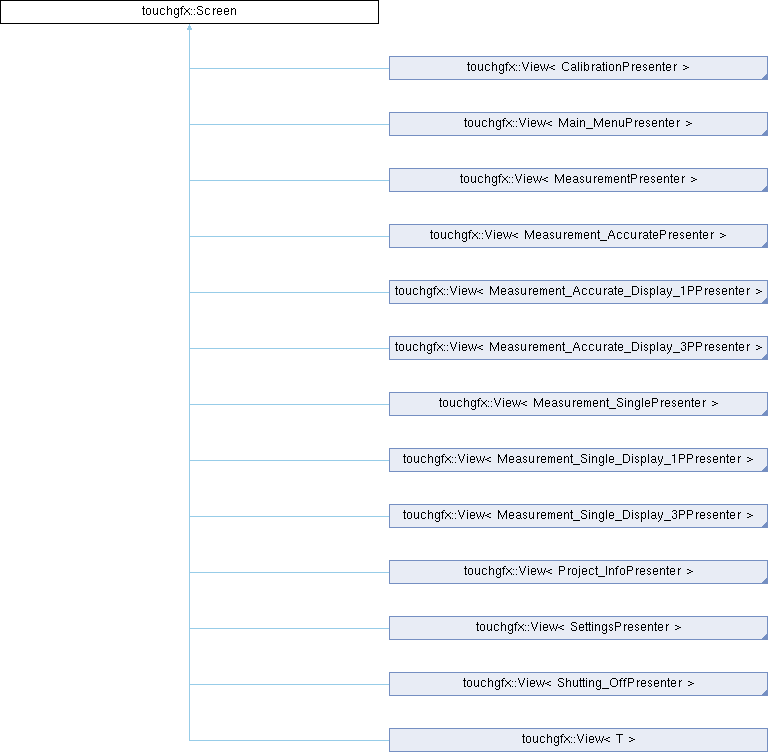 touchgfx::Screen
touchgfx::View< CalibrationPresenter >
touchgfx::View< Main_MenuPresenter >
touchgfx::View< MeasurementPresenter >
touchgfx::View< Measurement_AccuratePresenter >
touchgfx::View< Measurement_Accurate_Display_1PPresenter >
touchgfx::View< Measurement_Accurate_Display_3PPresenter >
touchgfx::View< Measurement_SinglePresenter >
touchgfx::View< Measurement_Single_Display_1PPresenter >
touchgfx::View< Measurement_Single_Display_3PPresenter >
touchgfx::View< Project_InfoPresenter >
touchgfx::View< SettingsPresenter >
touchgfx::View< Shutting_OffPresenter >
touchgfx::View< T >